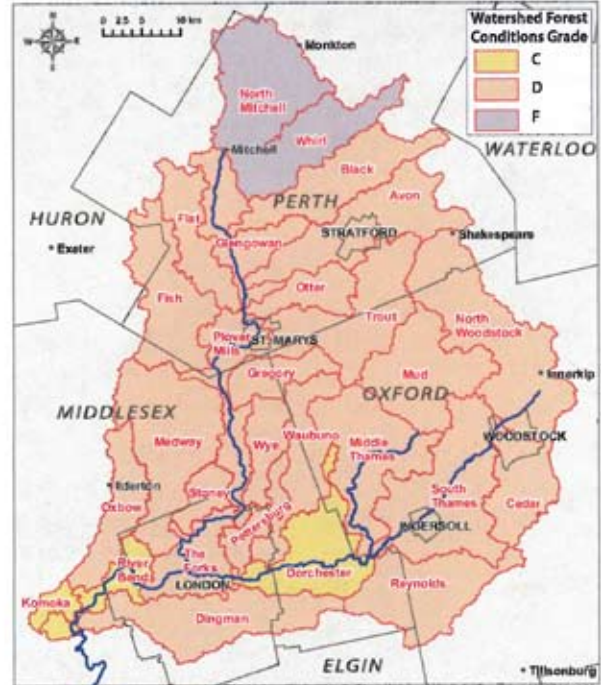 0 2.5 5 10 km
Watershed Forest
Conditions Grade
C
D
F
Monkton
North
Mitchell
Mitchell
Whirl
WATERLOO
Black
PERTH
Avon
HURON
Flat
STRATFORD
Shakespeare
Exeter
Glengowan
Otter
Fish
Trout
North
Woodstock
Plover
Mills
ST. MARYS
Gregory
Mud
Innerkip
OXFORD
MIDDLESEX
Medway
Wye
Waubuno
Middle
Thames
WOODSTOCK
Ilderton
Oxbow
Stoney
South
Thames
Cedar
Pottersburg
INGERSOLL
River
Bends
The
Forks
LONDON
Dorchester
Reynolds
Komoka
Dingman
ELGIN
Tillsonburg